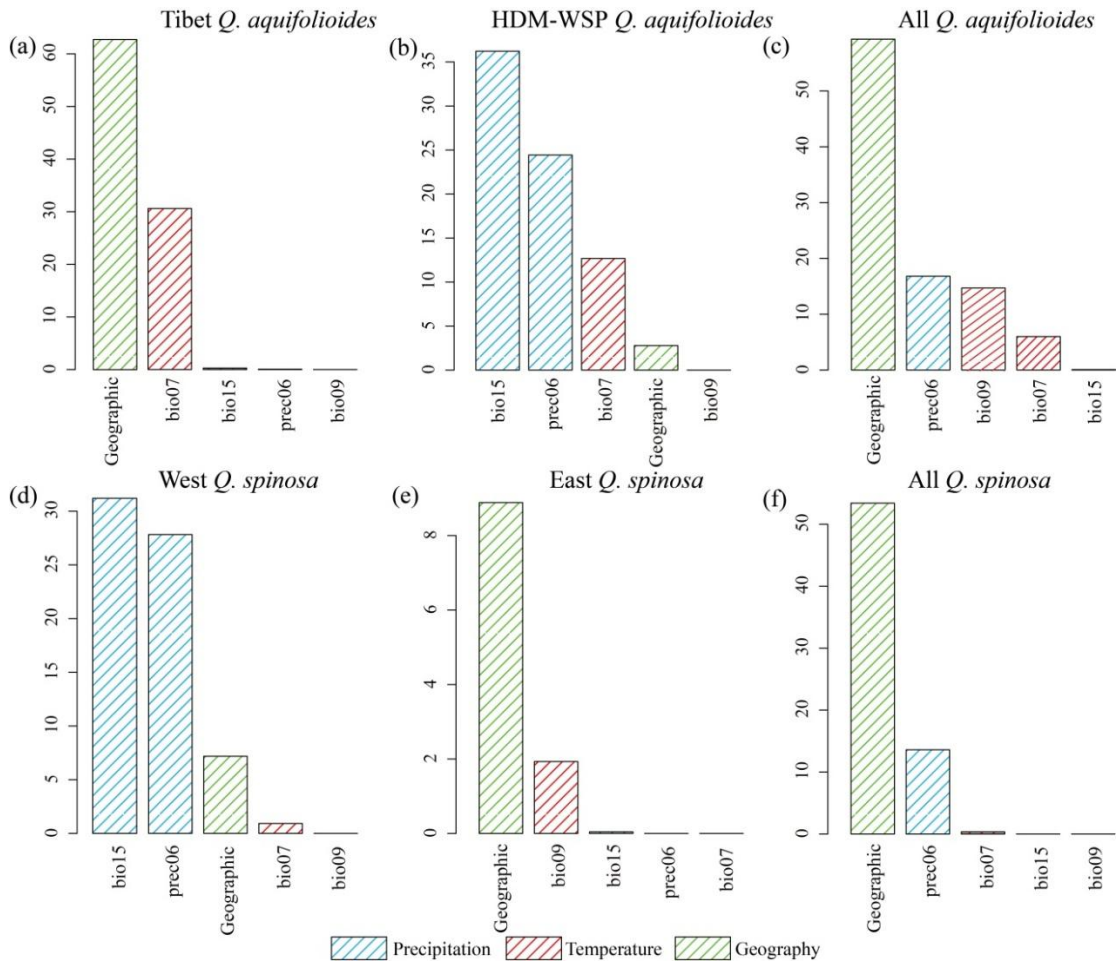 Tibet Q. aquifolioides
(a)
60
50
40
30
20
10
0
Geographic
bio07
bio15
prec06
bio09
HDM-WSP Q. aquifolioides
(b)
35
30
25
20
15
10
5
0
bio15
prec06
bio07
Geographic
bio09
All Q. aquifolioides
(c)
50
40
30
20
10
0
Geographic
prec06
bio09
bio07
bio15
West Q. spinosa
(d)
30
25
20
15
10
5
0
bio15
prec06
Geographic
bio07
bio09
East Q. spinosa
(e)
8
6
4
2
0
Geographic
bio09
bio15
prec06
bio07
All Q. spinosa
(f)
50
40
30
20
10
0
Geographic
prec06
bio07
bio15
bio09
Precipitation Temperature Geography